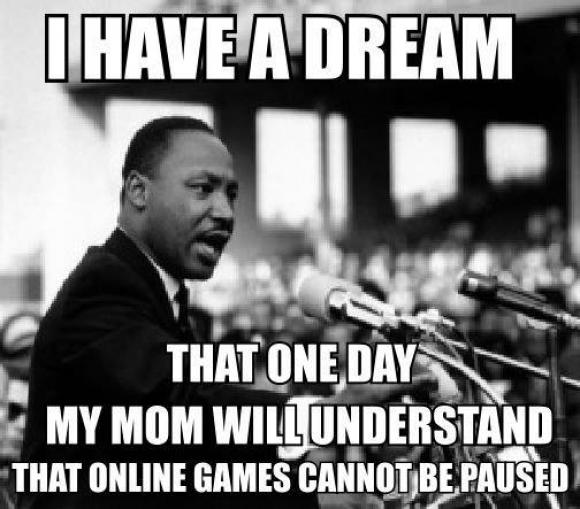 I HAVE A DREAM
THAT ONE DAY
MY MOM WILL UNDERSTAND
THAT ONLINE GAMES CANNOT BE PAUSED